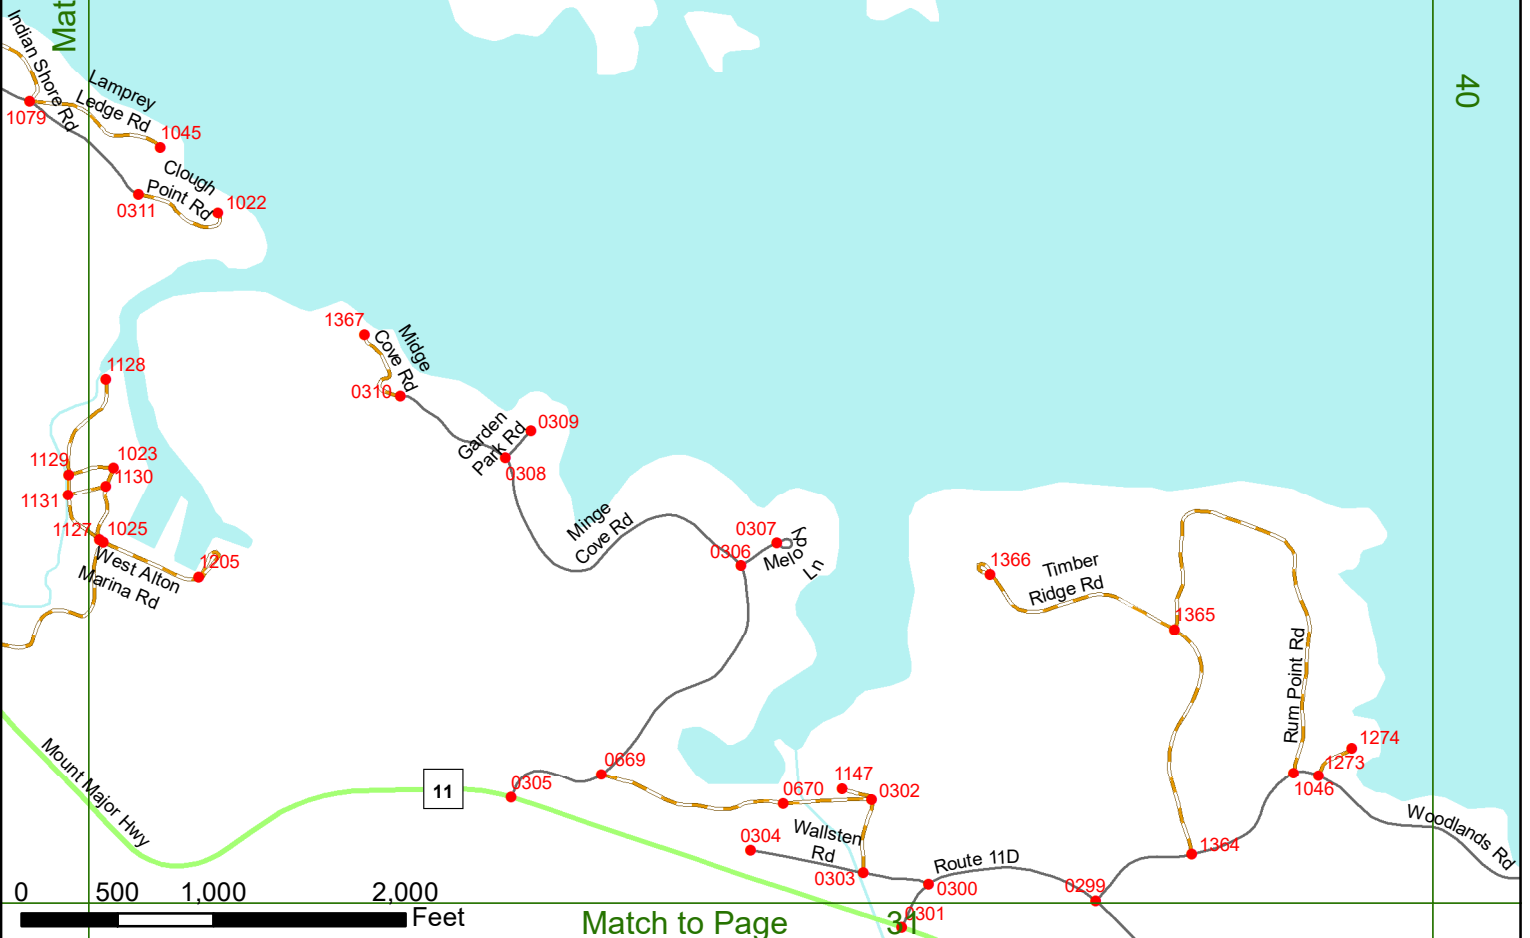 Indian Shore Rd
Mat
Lamprey
Ledge Rd
1079
1045
Clough
Point Rd
0311
1022
40
1367
Midge
Cove Rd
0310
1128
Garden
Park Rd
0309
0308
1129
1023
1130
1131
1127
1025
West Alton
Marina Rd
1205
Minge
Cove Rd
0307
0306
Melody
Ln
1366
Timber
Ridge Rd
1365
Rum Point Rd
1274
1273
1046
Mount Major Hwy
11
0305
0669
1147
0670
0302
0304
Wallsten
Rd
0303
Route 11D
0300
0299
1364
Woodlands Rd
0301
0 500 1,000 2,000
Feet
Match to Page 31